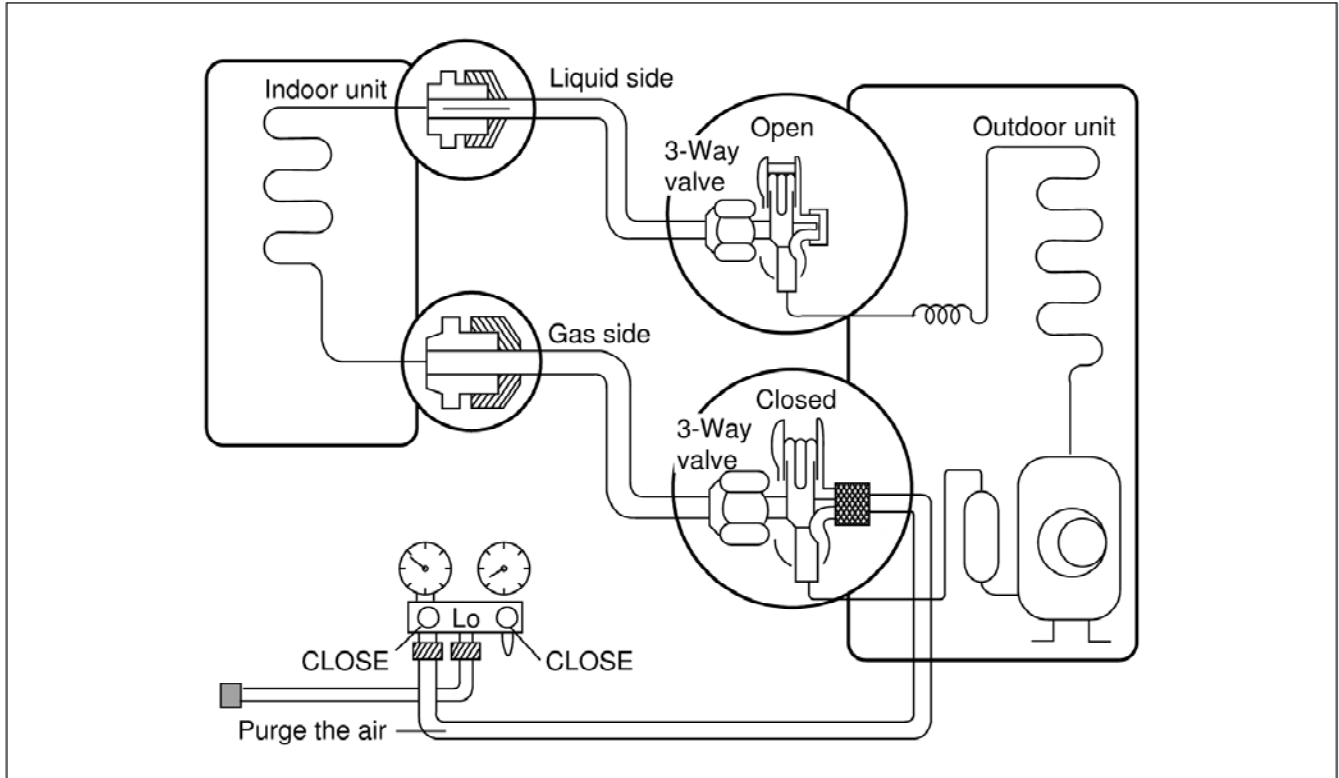 Indoor unit
Liquid side
Open
3-Way
valve
Outdoor unit
Gas side
Closed
3-Way
valve
Lo
CLOSE
CLOSE
Purge the air